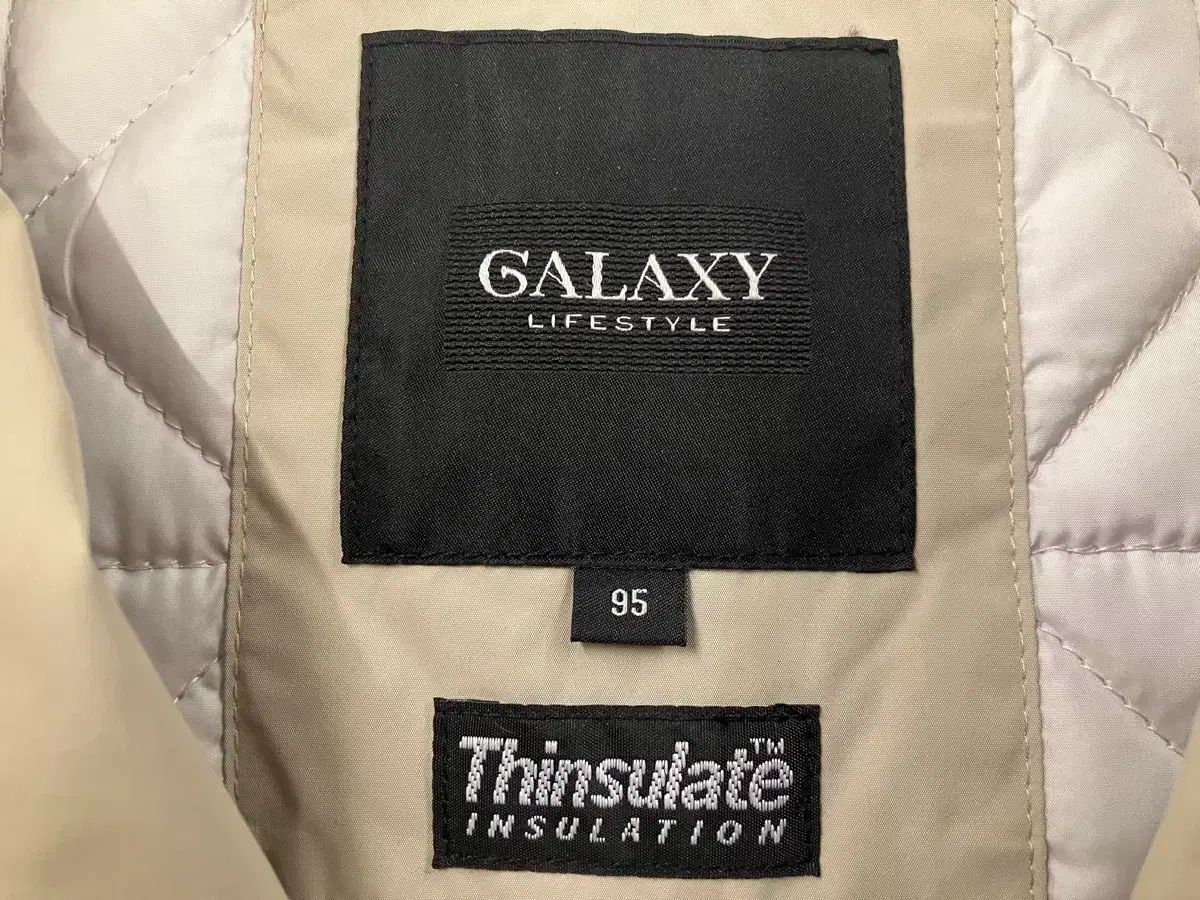 GALAXY
LIFESTYLE
95
Thinsulate™
INSULATION